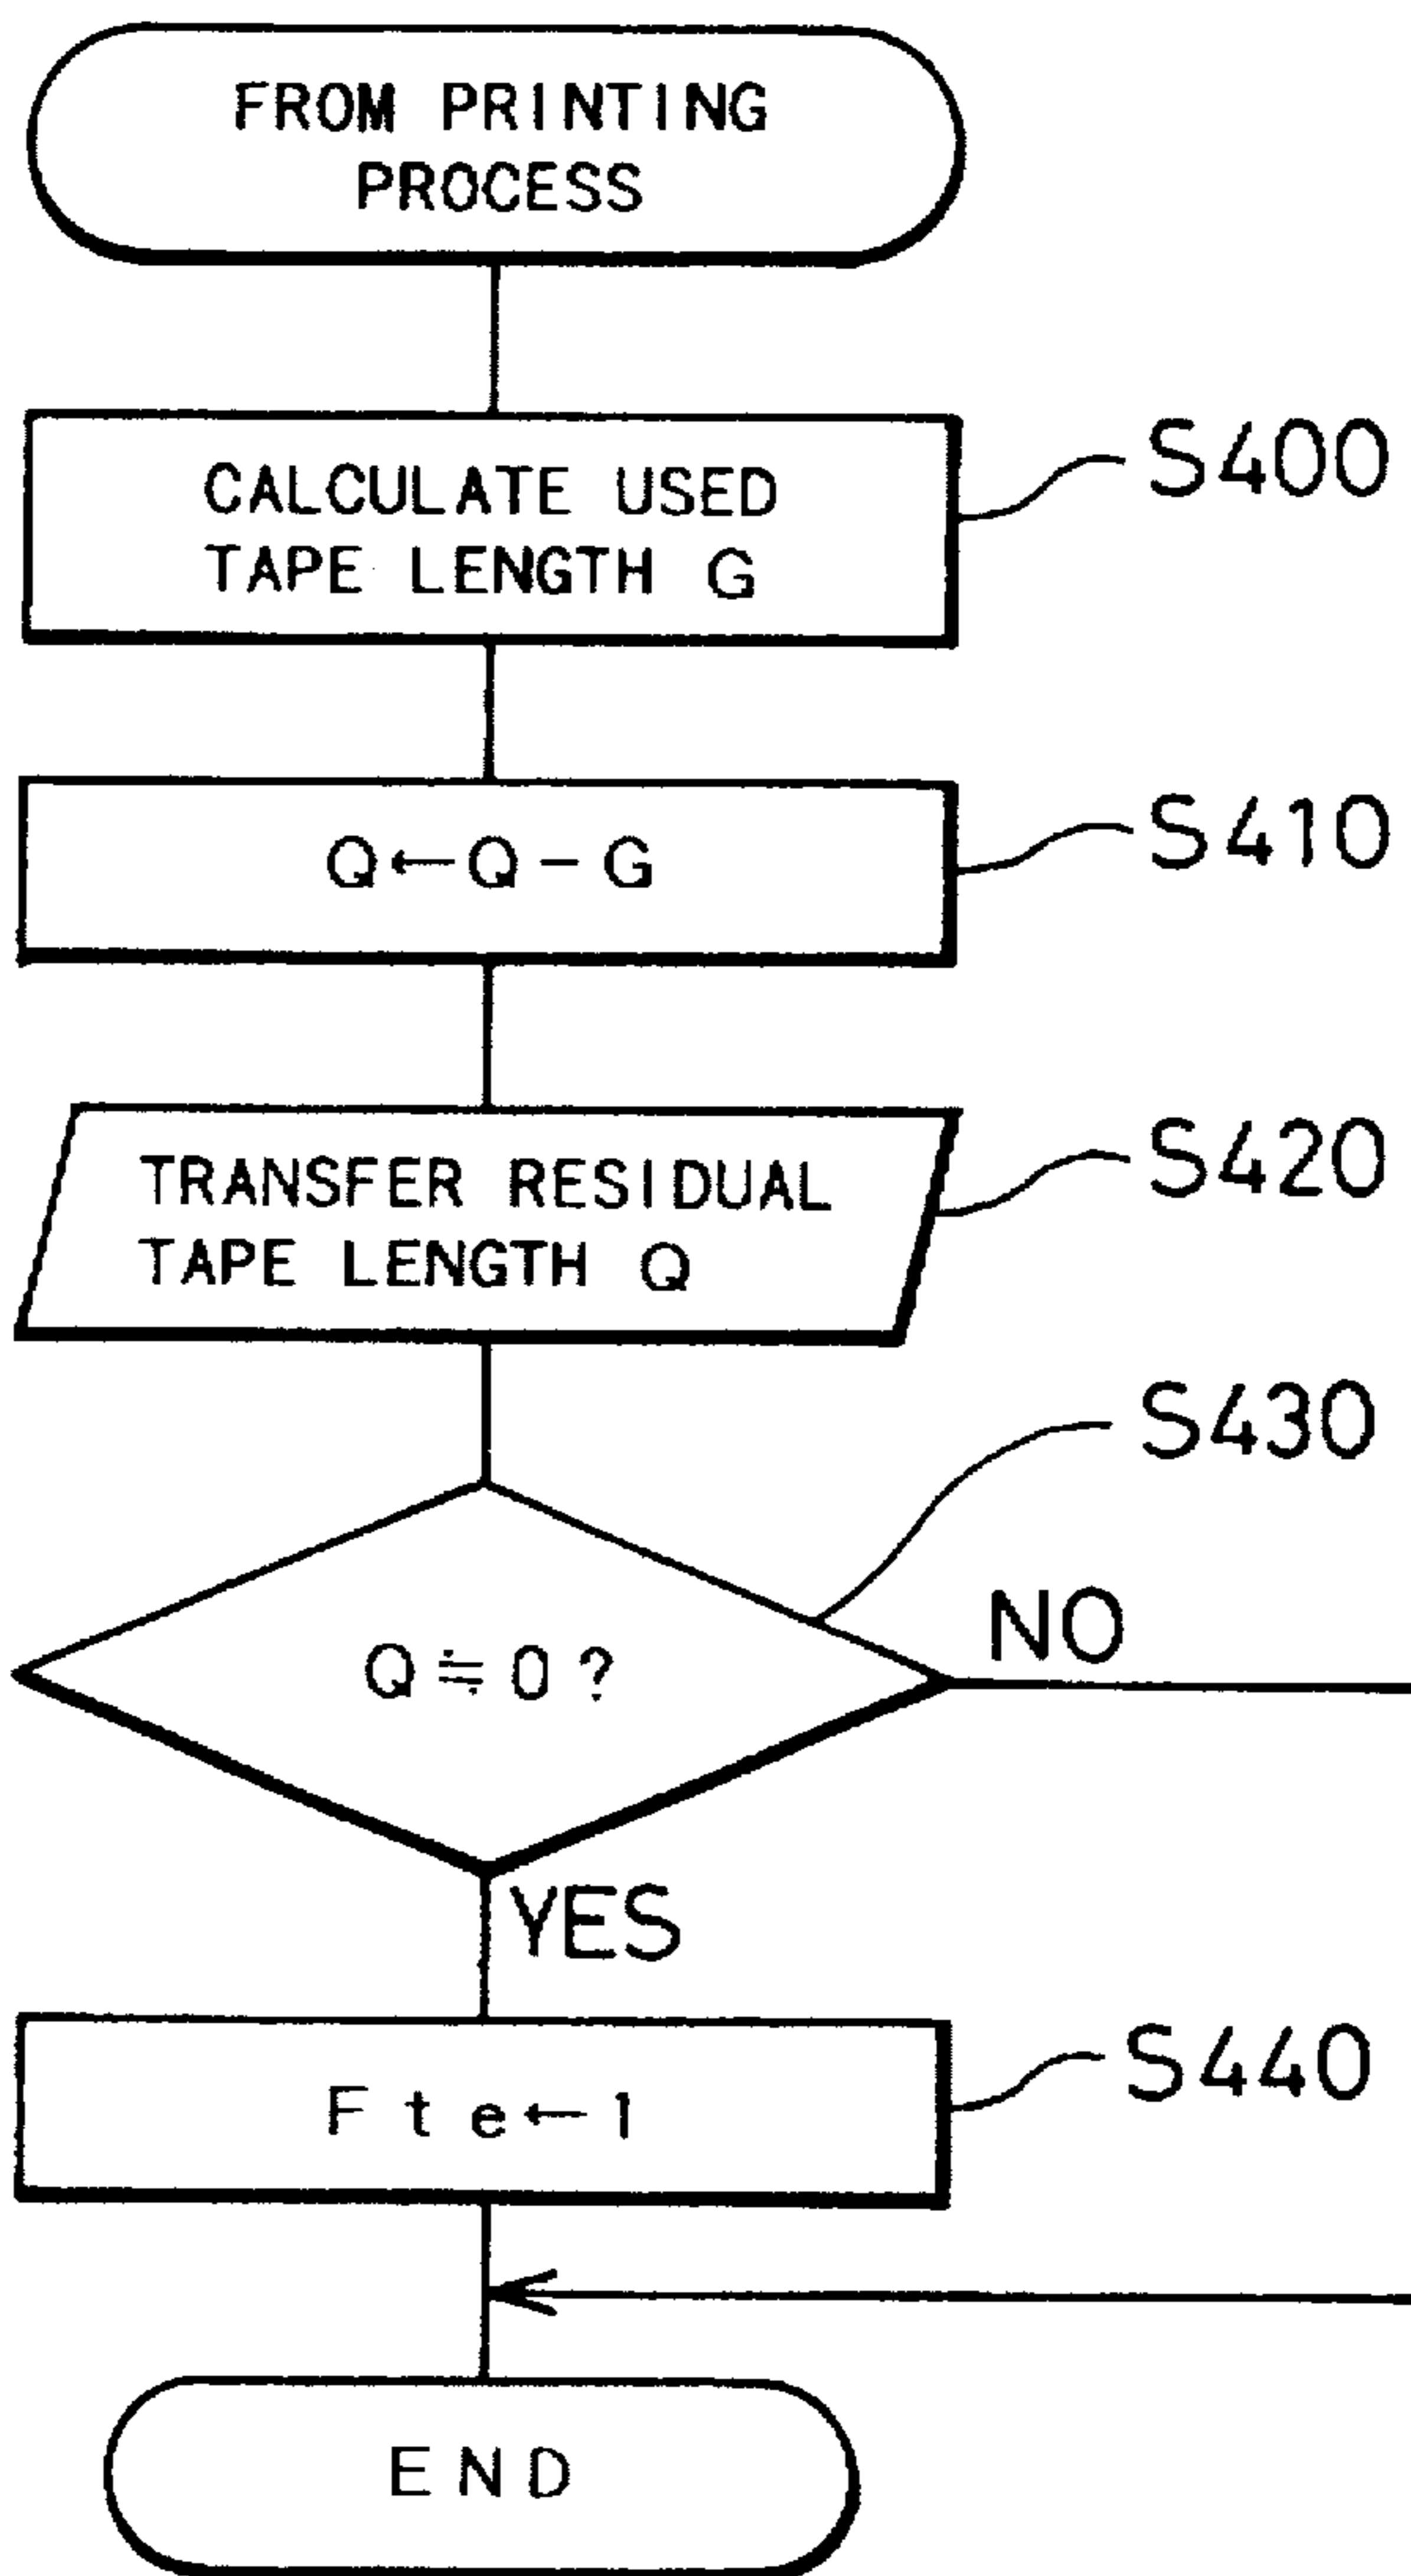 FROM PRINTING
PROCESS
CALCULATE USED
TAPE LENGTH G
S400
Q←Q-G
S410
TRANSFER RESIDUAL
TAPE LENGTH Q
S420
S430
Q≒0?
NO
YES
Fte←1
S440
END